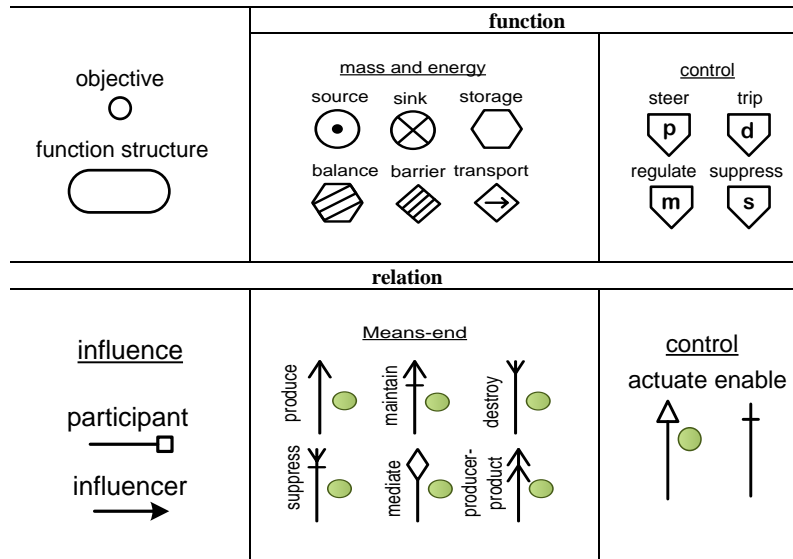 function
objective
function structure
mass and energy
source sink storage
balance barrier transport
control
steer trip
p d
regulate suppress
m s
relation
influence
participant
influencer
Means-end
produce maintain destroy
suppress mediate producer-
product
control
actuate enable